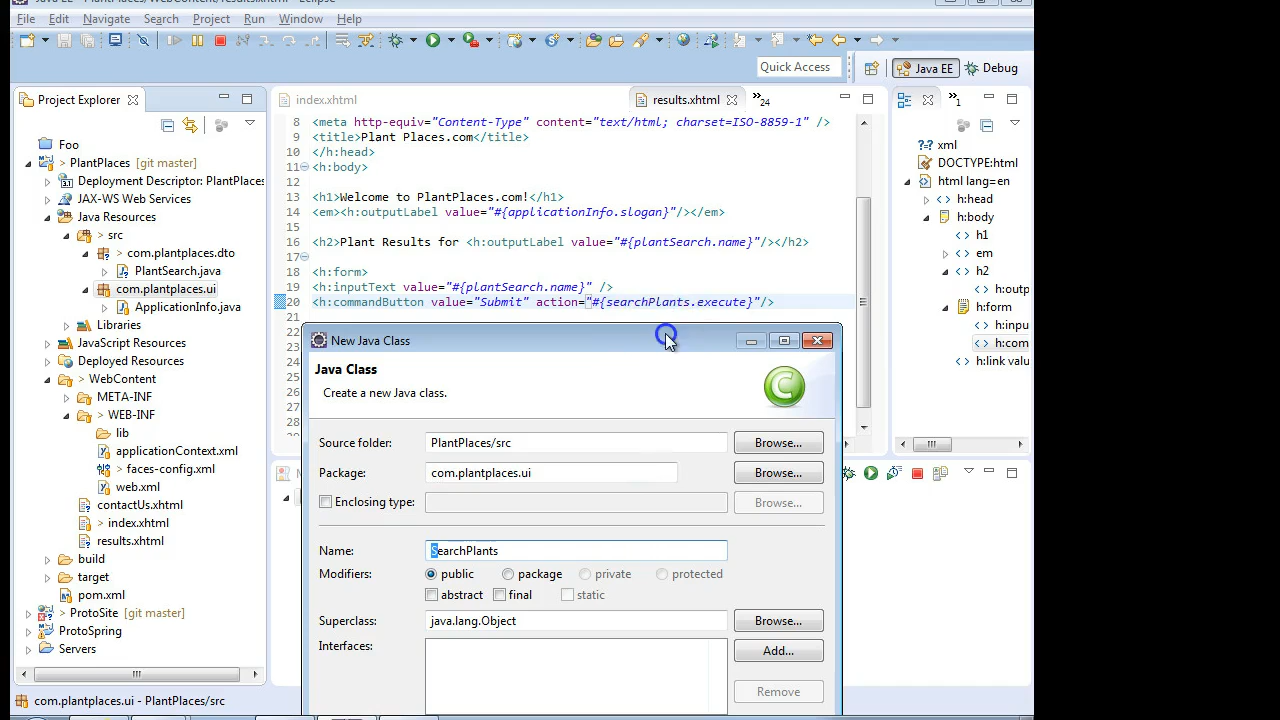 Java EE - PlantPlaces/WebContent/results.xhtml - Eclipse
File Edit Navigate Search Project Run Window Help
Quick Access
Java EE
Debug
Project Explorer
Foo
PlantPlaces [git master]
Deployment Descriptor: PlantPlaces
JAX-WS Web Services
Java Resources
src
com.plantplaces.dto
PlantSearch.java
com.plantplaces.ui
ApplicationInfo.java
Libraries
JavaScript Resources
Deployed Resources
WebContent
META-INF
WEB-INF
lib
applicationContext.xml
faces-config.xml
web.xml
contactUs.xhtml
index.xhtml
results.xhtml
build
target
pom.xml
ProtoSite [git master]
ProtoSpring
Servers
com.plantplaces.ui - PlantPlaces/src
index.xhtml
results.xhtml
24
8 <meta http-equiv="Content-Type" content="text/html; charset=ISO-8859-1" />
9 <title>Plant Places.com</title>
10 </h:head>
11 <h:body>
12
13 <h1>Welcome to PlantPlaces.com!</h1>
14 <em><h:outputLabel value="#{applicationInfo.slogan}"/></em>
15
16 <h2>Plant Results for <h:outputLabel value="#{plantSearch.name}"/></h2>
17
18 <h:form>
19 <h:inputText value="#{plantSearch.name}" />
20 <h:commandButton value="Submit" action="#{searchPlants.execute}"/>
21
22
23
24
25
26
27
28
1
xml
DOCTYPE:html
html lang=en
h:head
h:body
h1
em
h2
h:outp
h:form
h:inpu
h:com
h:link valu
New Java Class
Java Class
Create a new Java class.
Source folder: PlantPlaces/src Browse...
Package: com.plantplaces.ui Browse...
Enclosing type: Browse...
Name: SearchPlants
Modifiers: public package private protected
abstract final static
Superclass: java.lang.Object Browse...
Interfaces: Add...
Remove